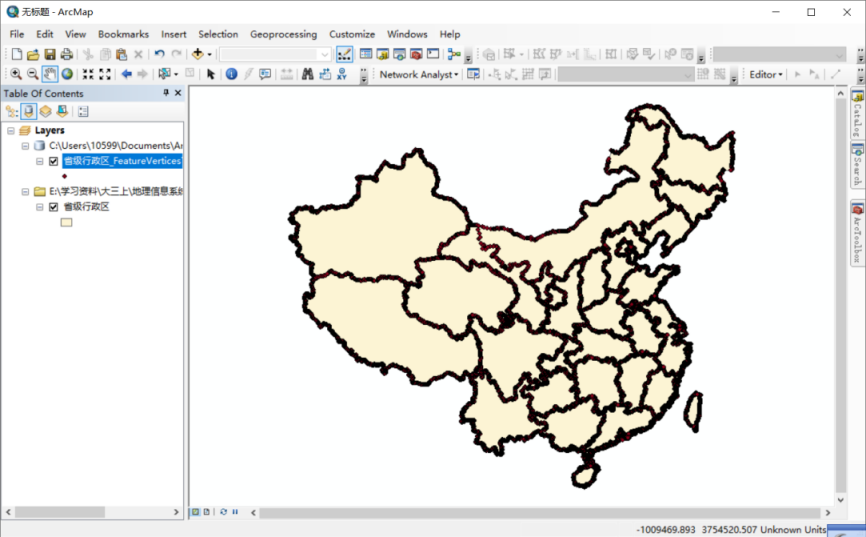 无标题 - ArcMap
File Edit View Bookmarks Insert Selection Geoprocessing Customize Windows Help
Network Analyst
Editor
Table Of Contents
Layers
C:\Users\10599\Documents\Ar
省级行政区_FeatureVertices
E:\学习资料\大三上\地理信息系统
省级行政区
Catalog
Search
ArcToolbox
-1009469.893 3754520.507 Unknown Units